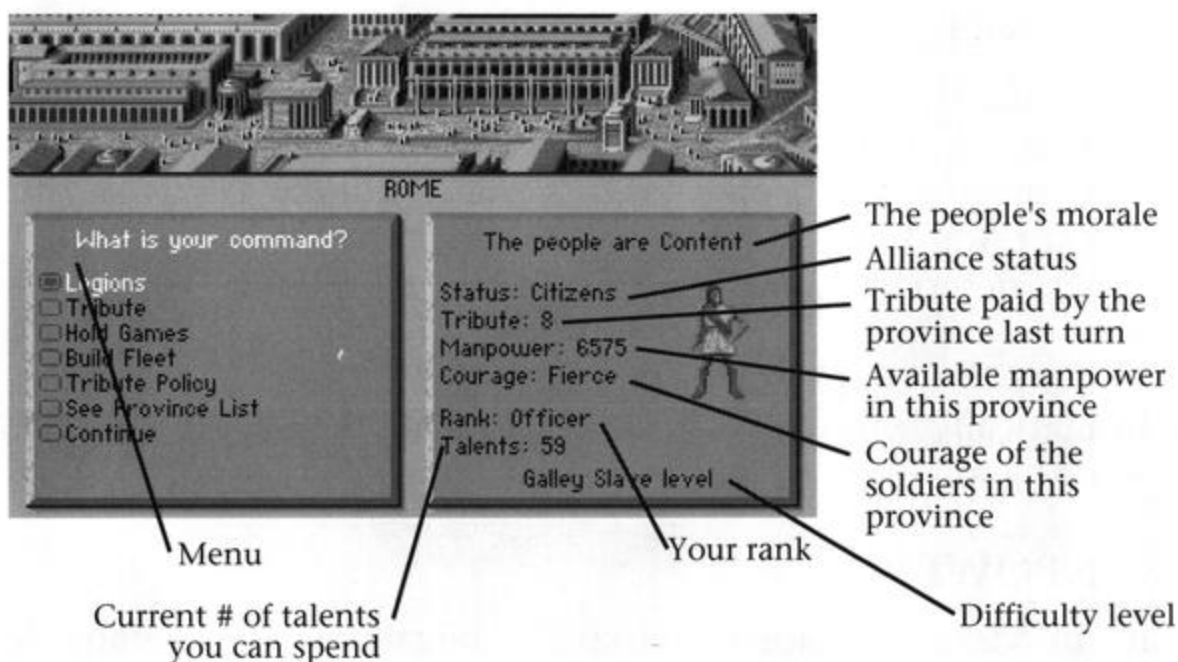 ROME
What is your command?
Legions
Tribute
Hold Games
Build Fleet
Tribute Policy
See Province List
Continue
The people are Content
Status: Citizens
Tribute: 8
Manpower: 6575
Courage: Fierce
Rank: Officer
Talents: 59
Galley Slave level
The people's morale
Alliance status
Tribute paid by the
province last turn
Available manpower
in this province
Courage of the
soldiers in this
province
Menu
Your rank
Current # of talents
you can spend
Difficulty level